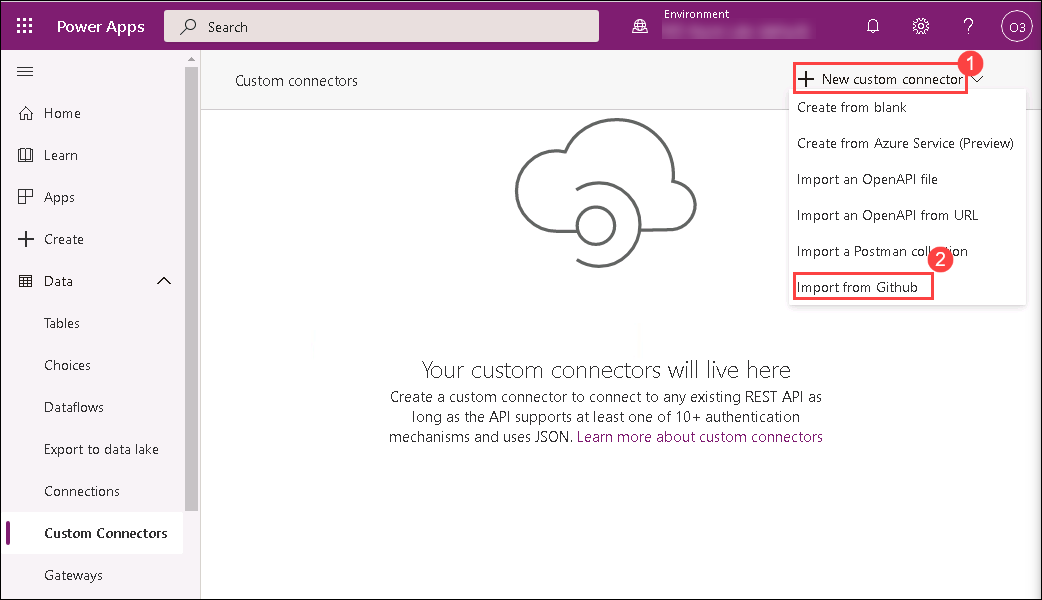 Power Apps
Search
Environment
?
O3
Home
Learn
Apps
Create
Data
Tables
Choices
Dataflows
Export to data lake
Connections
Custom Connectors
Gateways
Custom connectors
1
New custom connector
Create from blank
Create from Azure Service (Preview)
Import an OpenAPI file
Import an OpenAPI from URL
Import a Postman coll ion
2
Import from Github
Your custom connectors will live here
Create a custom connector to connect to any existing REST API as
long as the API supports at least one of 10+ authentication
mechanisms and uses JSON. Learn more about custom connectors